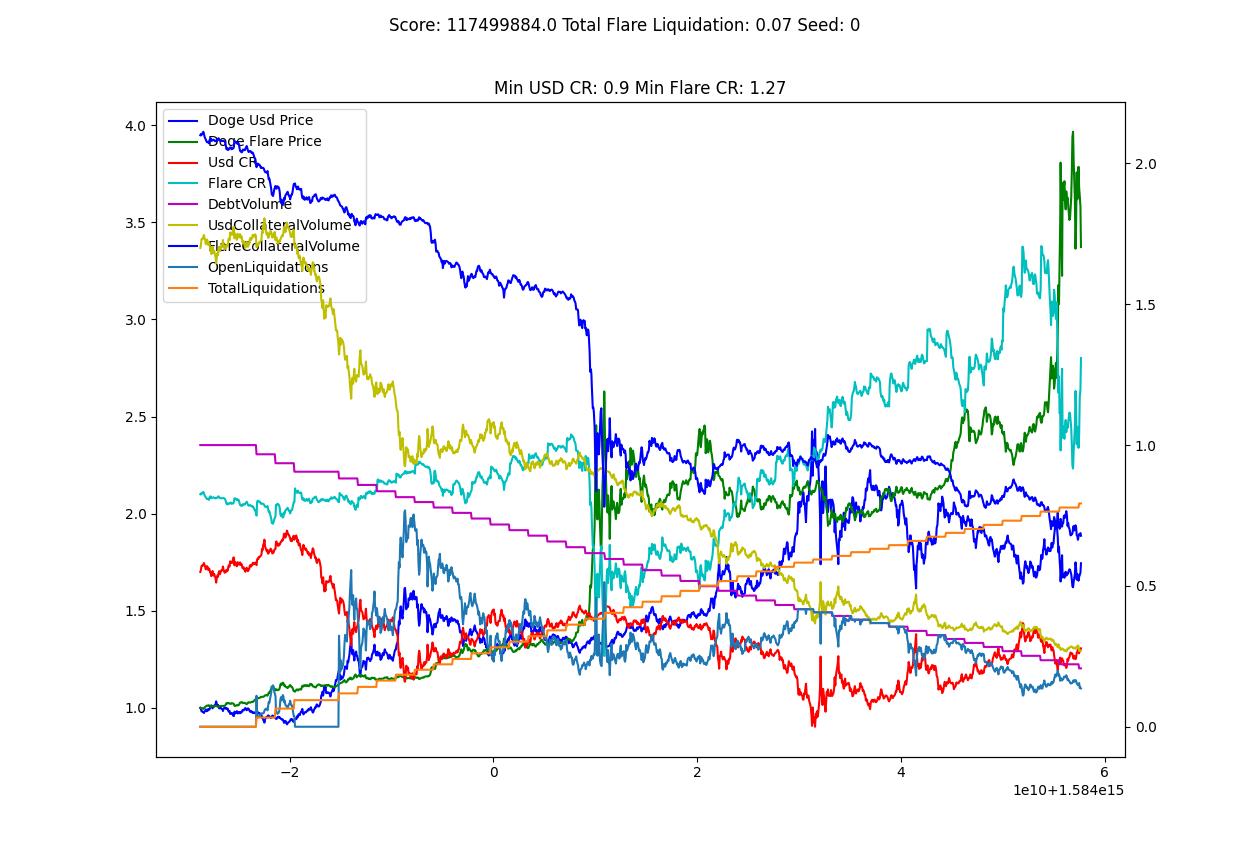 Score: 117499884.0 Total Flare Liquidation: 0.07 Seed: 0
Min USD CR: 0.9 Min Flare CR: 1.27
Doge Usd Price
Doge Flare Price
Usd CR
Flare CR
DebtVolume
UsdCollateralVolume
FlareCollateralVolume
OpenLiquidations
TotalLiquidations
4.0
3.5
3.0
2.5
2.0
1.5
1.0
2.0
1.5
1.0
0.5
0.0
−2
0
2
4
6
1e10+1.584e15